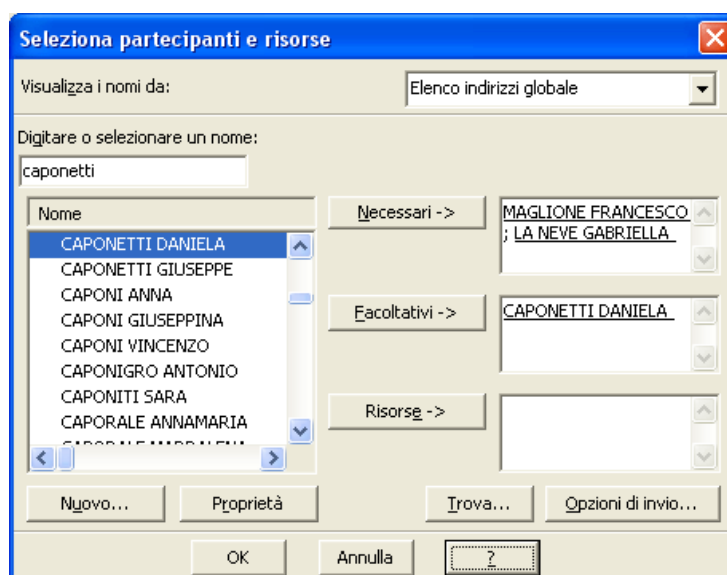 Seleziona partecipanti e risorse
Visualizza i nomi da:
Elenco indirizzi globale
Digitare o selezionare un nome:
caponetti
Nome
CAPONETTI DANIELA
CAPONETTI GIUSEPPE
CAPONI ANNA
CAPONI GIUSEPPINA
CAPONI VINCENZO
CAPONIGRO ANTONIO
CAPONITI SARA
CAPORALE ANNAMARIA
Necessari ->
MAGLIONE FRANCESCO
; LA NEVE GABRIELLA
Facoltativi ->
CAPONETTI DANIELA
Risorse ->
Nuovo...
Proprietà
Trova...
Opzioni di invio...
OK
Annulla
?